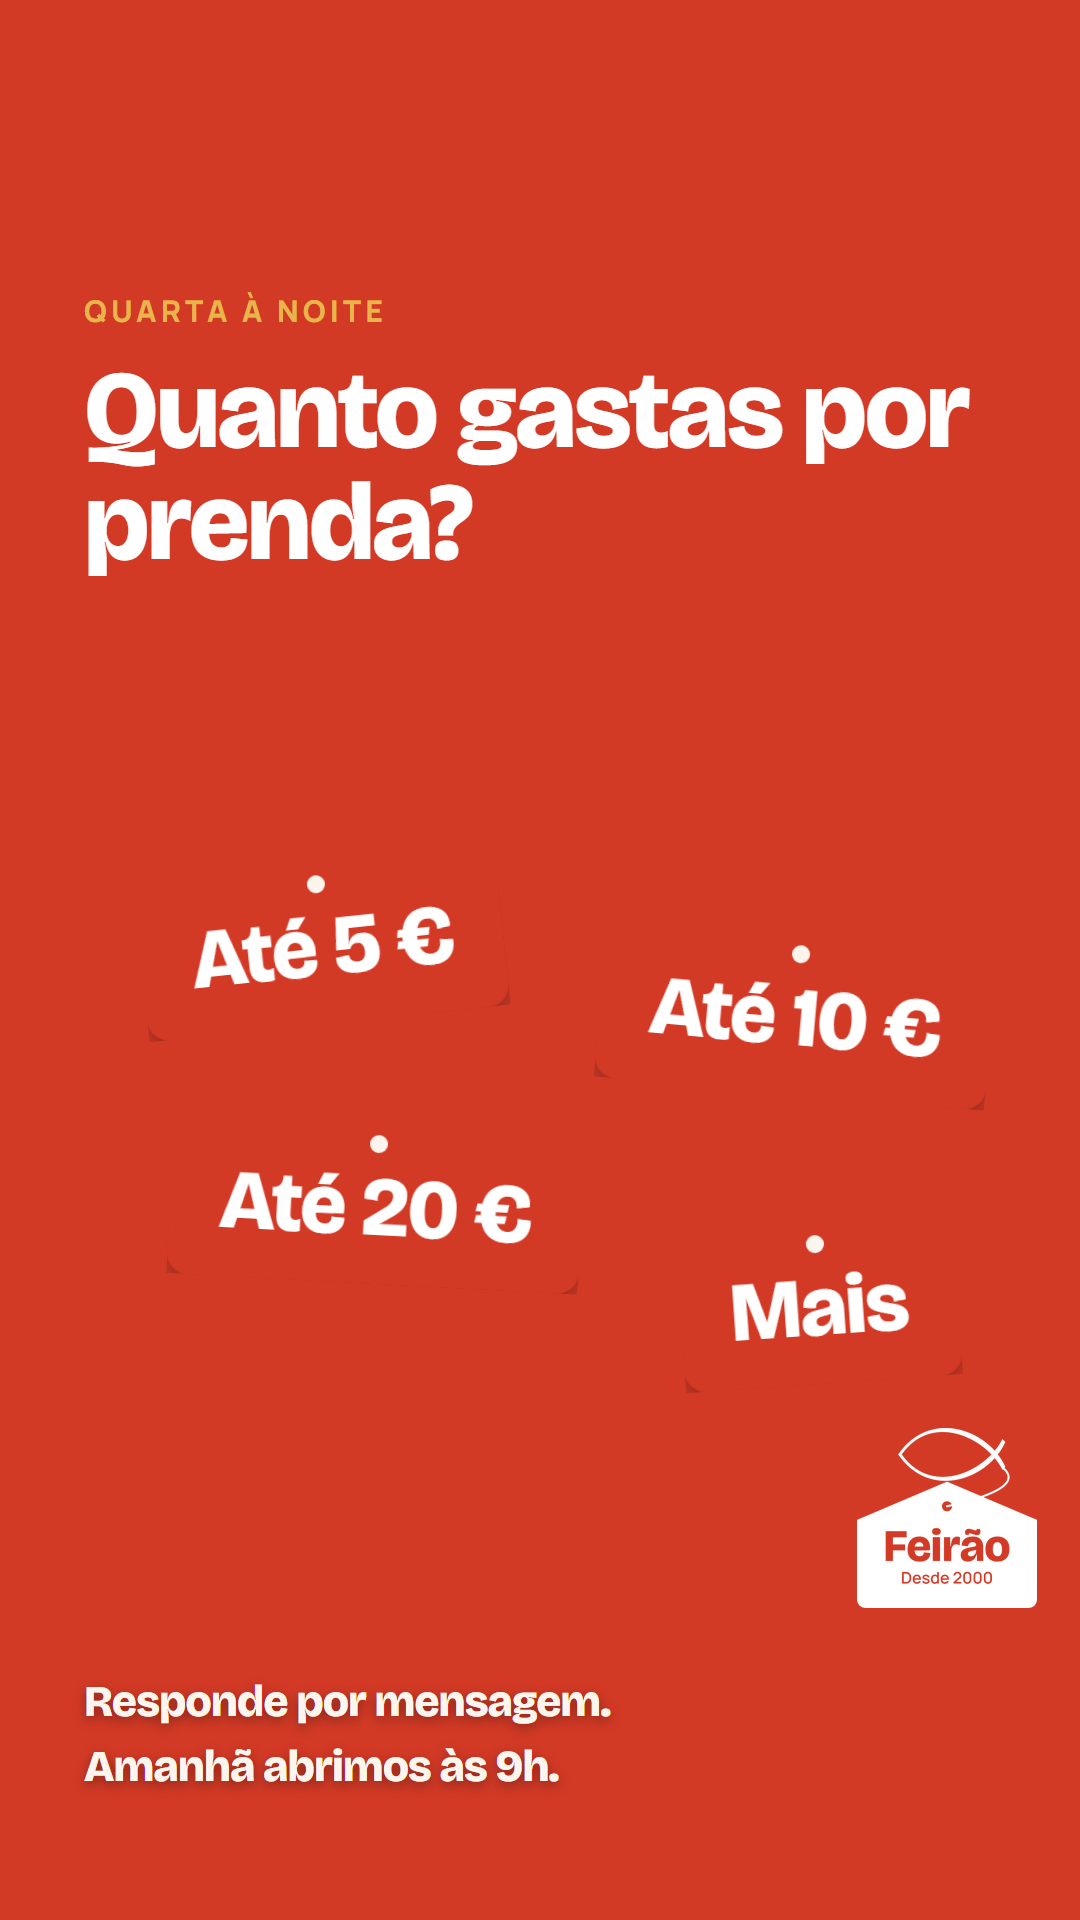 QUARTA À NOITE
Quanto gastas por
prenda?
Até 5 €
Até 10 €
Até 20 €
Mais
Feirão
Desde 2000
Responde por mensagem.
Amanhã abrimos às 9h.